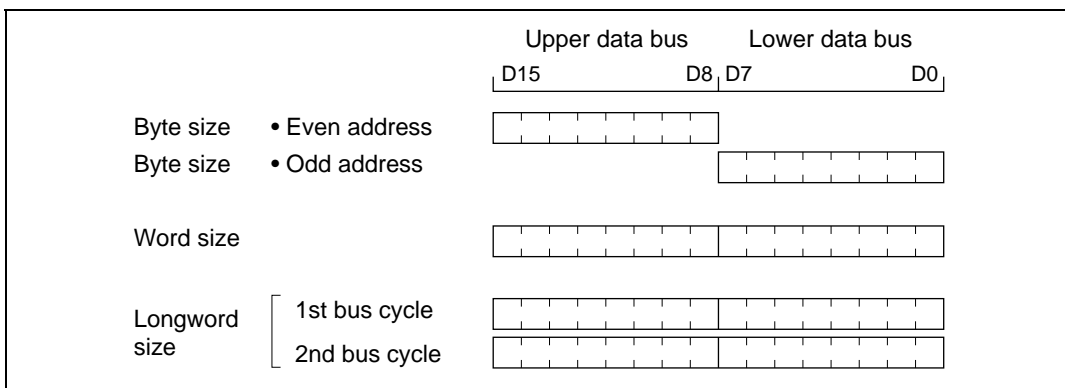 Upper data bus Lower data bus
D15 D8 D7 D0
Byte size • Even address
Byte size • Odd address
Word size
Longword size
1st bus cycle
2nd bus cycle